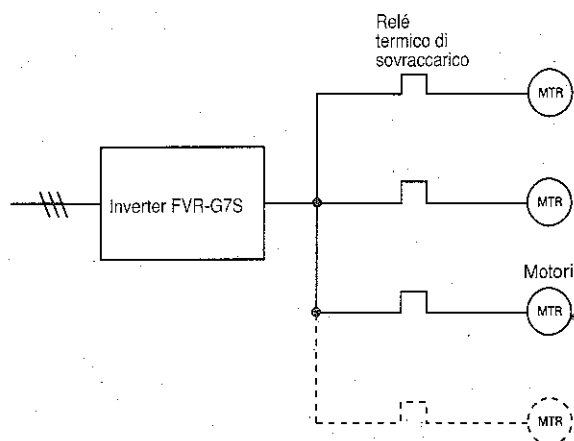 Relé
termico di
sovraccarico
MTR
Inverter FVR-G7S
MTR
Motori
MTR
MTR